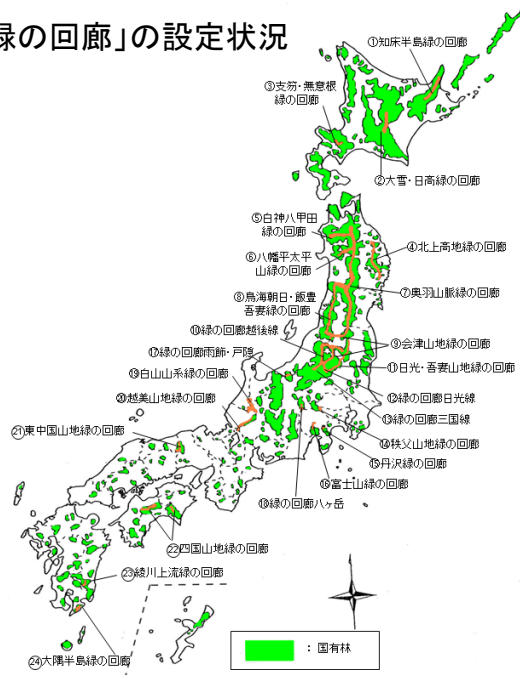 緑の回廊」の設定状況
①知床半島緑の回廊
③支笏・無意根
緑の回廊
②大雪・日高緑の回廊
⑤白神八甲田
緑の回廊
④北上高地緑の回廊
⑥八幡平太平
山緑の回廊
⑦奥羽山脈緑の回廊
⑧鳥海朝日・飯豊
吾妻緑の回廊
⑩緑の回廊越後線
⑨会津山地緑の回廊
⑰緑の回廊雨飾・戸隠
⑪日光・吾妻山地緑の回廊
⑲白山山系緑の回廊
⑫緑の回廊日光線
⑳越美山地緑の回廊
⑬緑の回廊三国線
㉑東中国山地緑の回廊
⑭秩父山地緑の回廊
⑮丹沢緑の回廊
⑯富士山緑の回廊
⑱緑の回廊八ヶ岳
㉒四国山地緑の回廊
㉓綾川上流緑の回廊
㉔大隅半島緑の回廊
：国有林